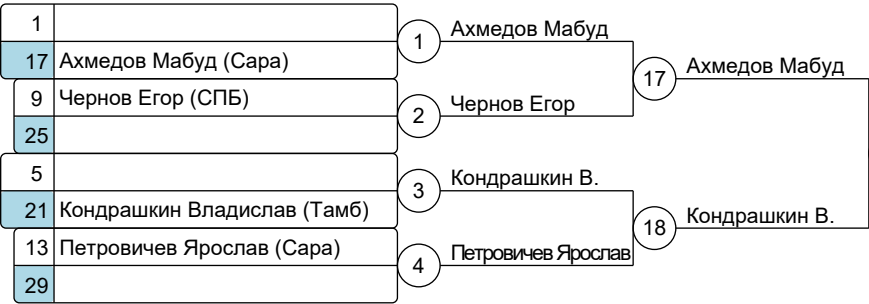 1
17 Ахмедов Мабуд (Сара)
9 Чернов Егор (СПБ)
25
5
21 Кондрашкин Владислав (Тамб)
13 Петровичев Ярослав (Сара)
29
1 Ахмедов Мабуд
2 Чернов Егор
3 Кондрашкин В.
4 Петровичев Ярослав
17 Ахмедов Мабуд
18 Кондрашкин В.